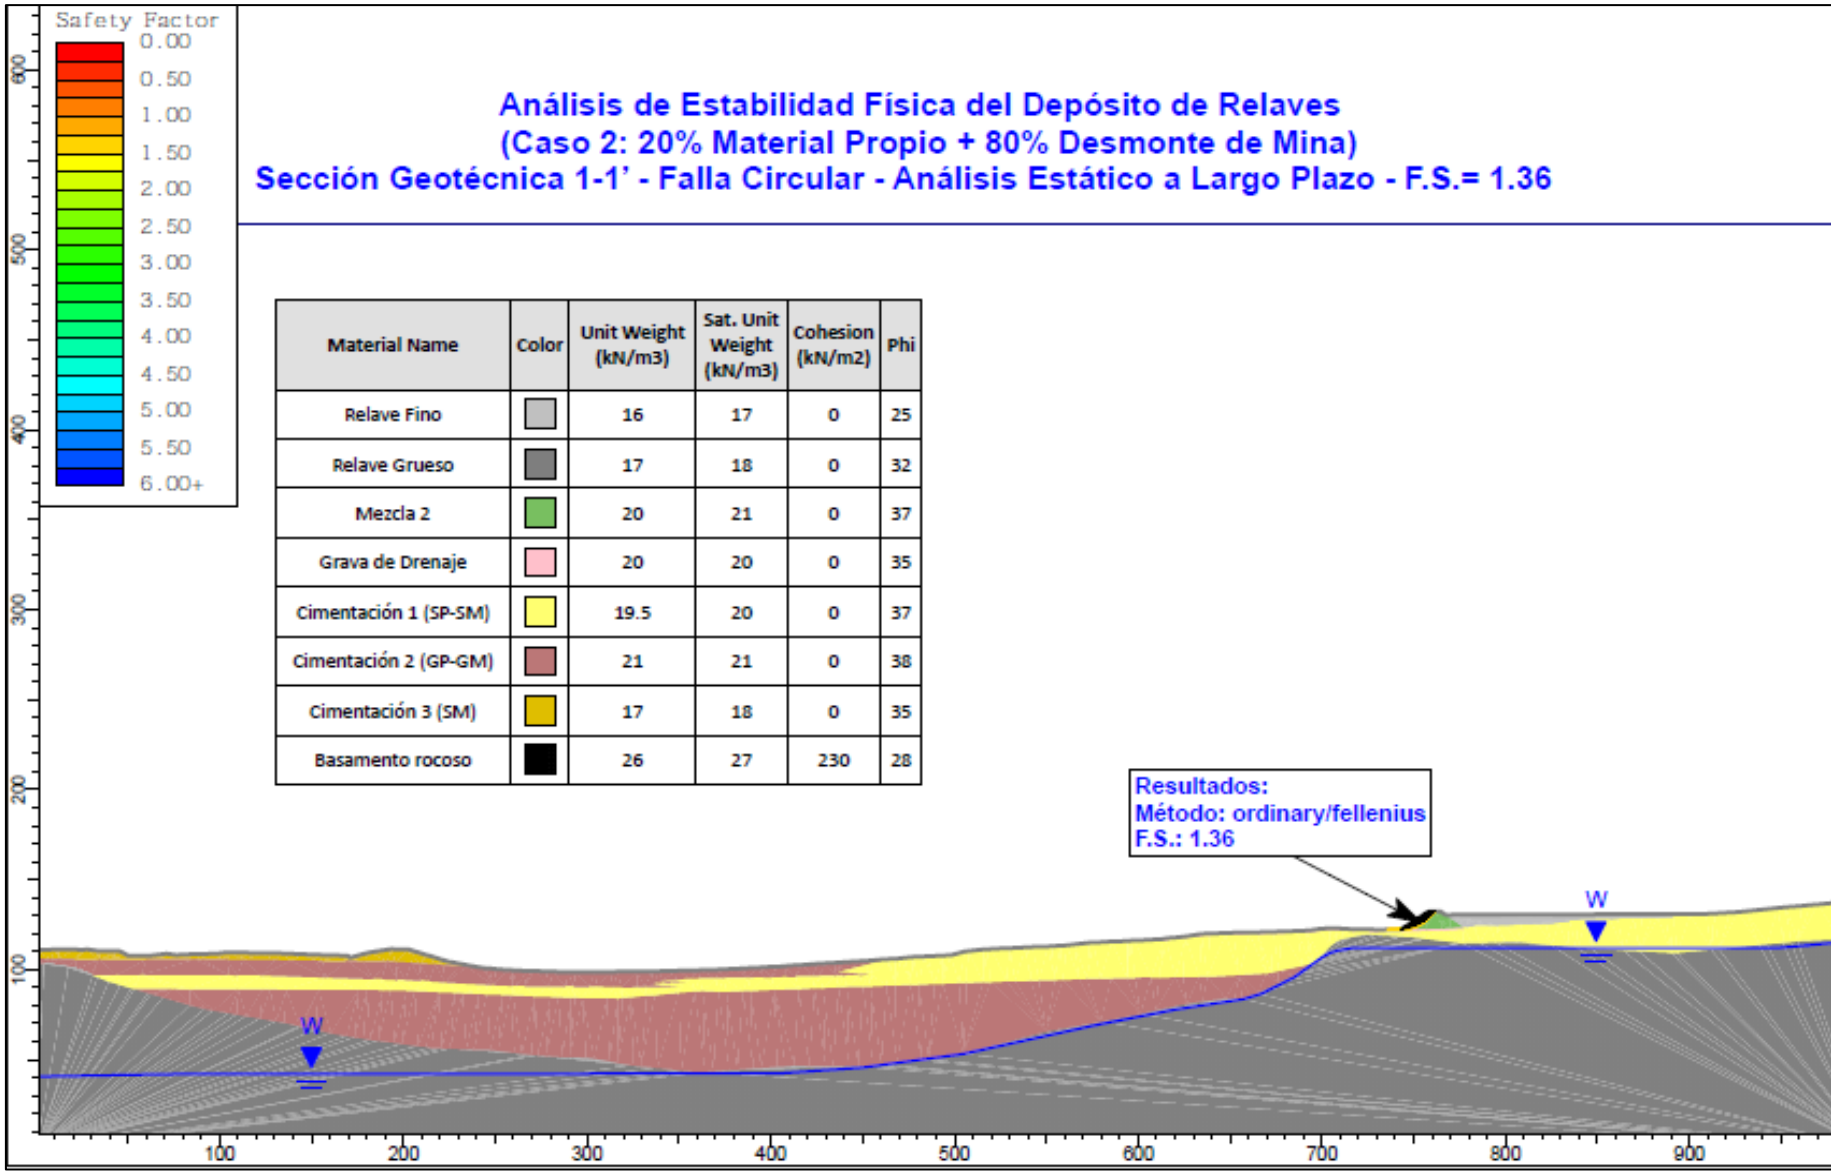 Safety Factor
0.00
0.50
1.00
1.50
2.00
2.50
3.00
3.50
4.00
4.50
5.00
5.50
6.00+
Análisis de Estabilidad Física del Depósito de Relaves
(Caso 2: 20% Material Propio + 80% Desmonte de Mina)
Sección Geotécnica 1-1' - Falla Circular - Análisis Estático a Largo Plazo - F.S.= 1.36
Material Name Color Unit Weight (kN/m3) Sat. Unit Weight (kN/m3) Cohesion (kN/m2) Phi
Relave Fino 16 17 0 25
Relave Grueso 17 18 0 32
Mezcla 2 20 21 0 37
Grava de Drenaje 20 20 0 35
Cimentación 1 (SP-SM) 19.5 20 0 37
Cimentación 2 (GP-GM) 21 21 0 38
Cimentación 3 (SM) 17 18 0 35
Basamento rocoso 26 27 230 28
Resultados:
Método: ordinary/fellenius
F.S.: 1.36
W
W
600
500
400
300
200
100
100 200 300 400 500 600 700 800 900